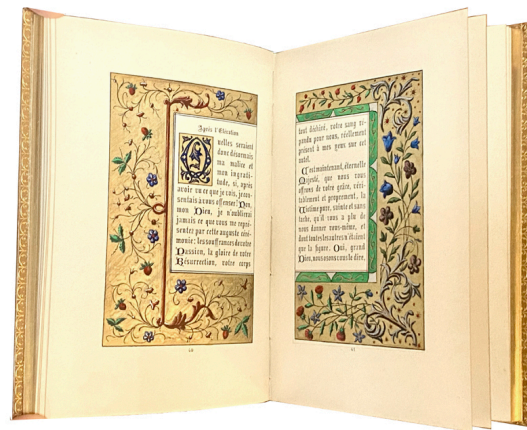 Après l'Élévation
Quelles seraient
donc désormais
ma malice et
mon ingrati-
tude, si, après
avoir vu ce que je vois, je con-
sentais à vous offenser! Non,
mon Dieu, je n'oublierai
jamais ce que vous me repré-
sentez par cette auguste céré-
monie: les souffrances de votre
Passion, la gloire de votre
Résurrection, votre corps
tout déchiré, votre sang ré-
pandu pour nous, réellement
présent à mes yeux sur cet
autel.
C'est maintenant, éternelle
Majesté, que nous vous
offrons de votre grâce, véri-
tablement et proprement, la
Victime pure, sainte et sans
tache, qu'il vous a plu de
nous donner vous-même, et
dont toutes les autres n'étaient
que la figure. Oui, grand
Dieu, nous osons vous le dire,